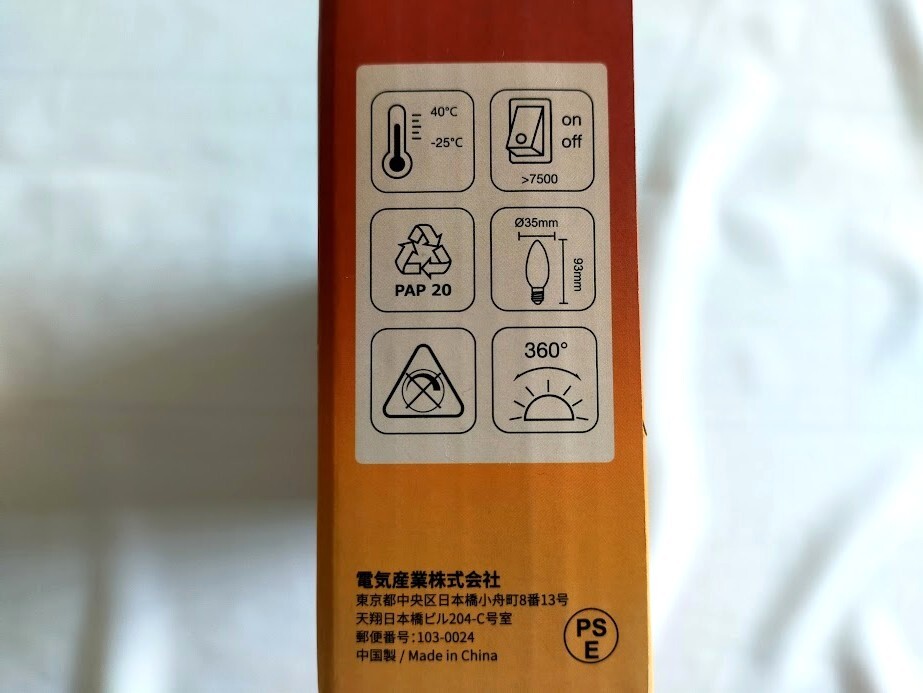 40°C
-25°C
on
off
>7500
PAP 20
Ø35mm
93mm
360°
電気産業株式会社
東京都中央区日本橋小舟町8番13号
天翔日本橋ビル204-C号室
郵便番号：103-0024
中国製 / Made in China
PS
E